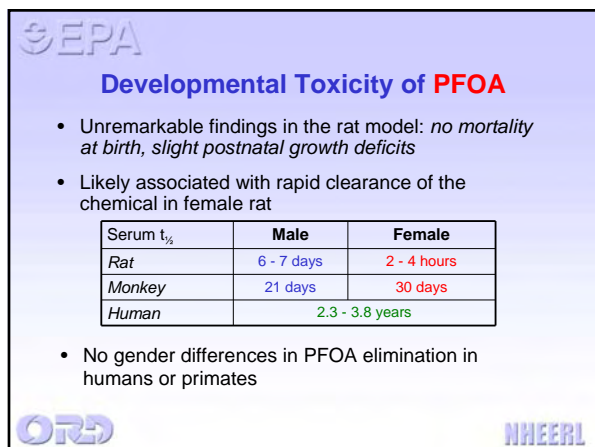 EPA
Developmental Toxicity of PFOA
• Unremarkable findings in the rat model: no mortality
at birth, slight postnatal growth deficits
• Likely associated with rapid clearance of the
chemical in female rat
Serum t½ Male Female
Rat 6 - 7 days 2 - 4 hours
Monkey 21 days 30 days
Human 2.3 - 3.8 years
• No gender differences in PFOA elimination in
humans or primates
ORD NHEERL